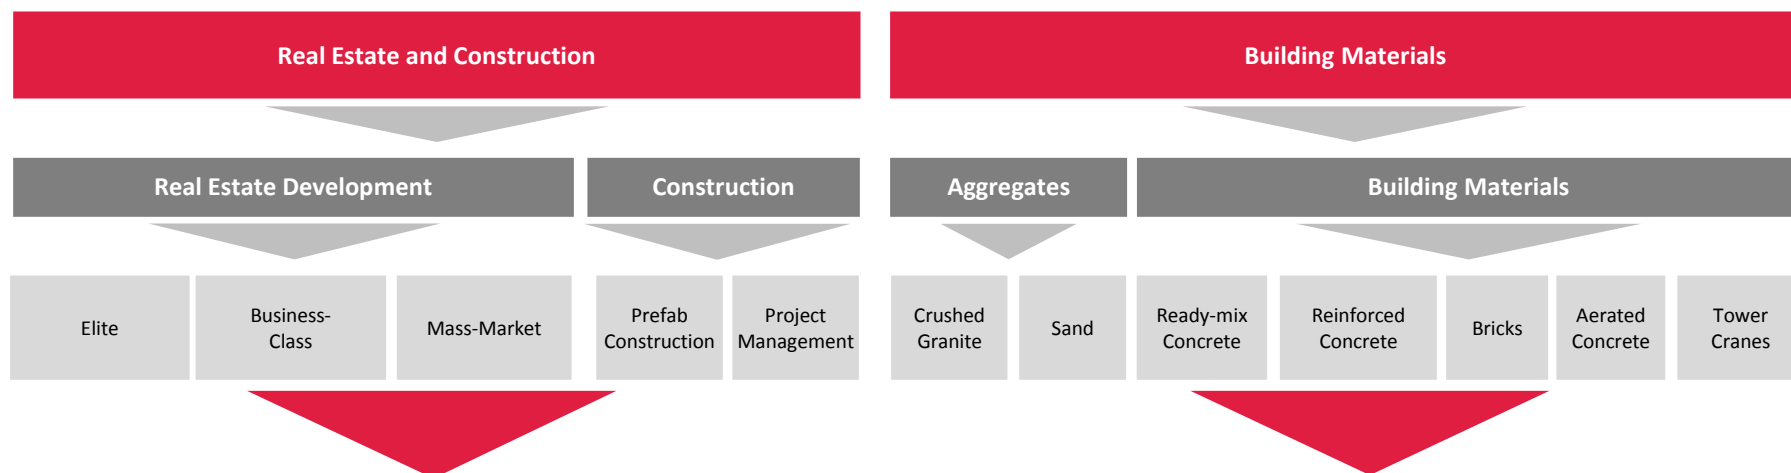 Real Estate and Construction
Building Materials
Real Estate Development
Construction
Aggregates
Building Materials
Elite
Business-
Class
Mass-Market
Prefab
Construction
Project
Management
Crushed
Granite
Sand
Ready-mix
Concrete
Reinforced
Concrete
Bricks
Aerated
Concrete
Tower
Cranes